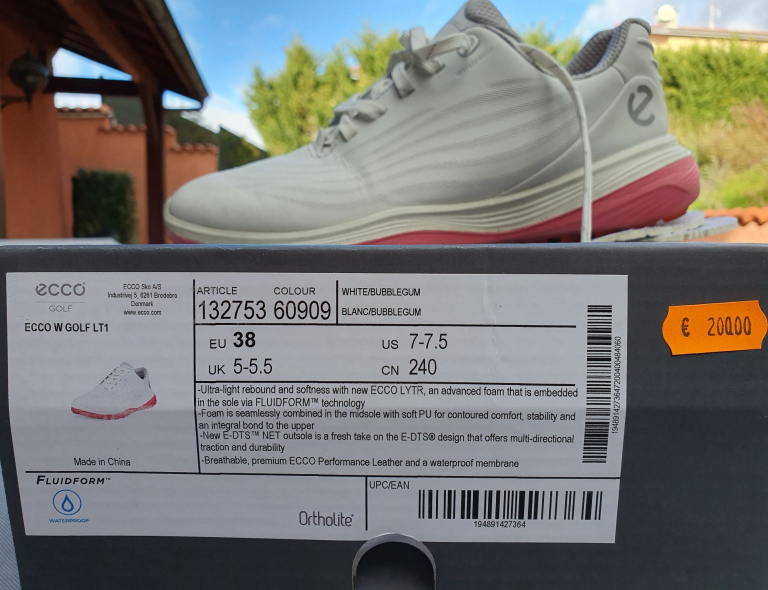 e
ecco
GOLF
ECCO Sko A/S
Industrivej 5, 6261 Bredebro
Denmark
www.ecco.com
ECCO W GOLF LT1
Made in China
FLUIDFORM™
WATERPROOF
ARTICLE COLOUR
132753 60909
WHITE/BUBBLEGUM
BLANC/BUBBLEGUM
EU 38 US 7-7.5
UK 5-5.5 CN 240
-Ultra-light rebound and softness with new ECCO LYTR, an advanced foam that is embedded
in the sole via FLUIDFORM™ technology
-Foam is seamlessly combined in the midsole with soft PU for contoured comfort, stability and
an integral bond to the upper
-New E-DTS™ NET outsole is a fresh take on the E-DTS® design that offers multi-directional
traction and durability
-Breathable, premium ECCO Performance Leather and a waterproof membrane
Ortholite®
UPC/EAN
194891427364
€ 200.00